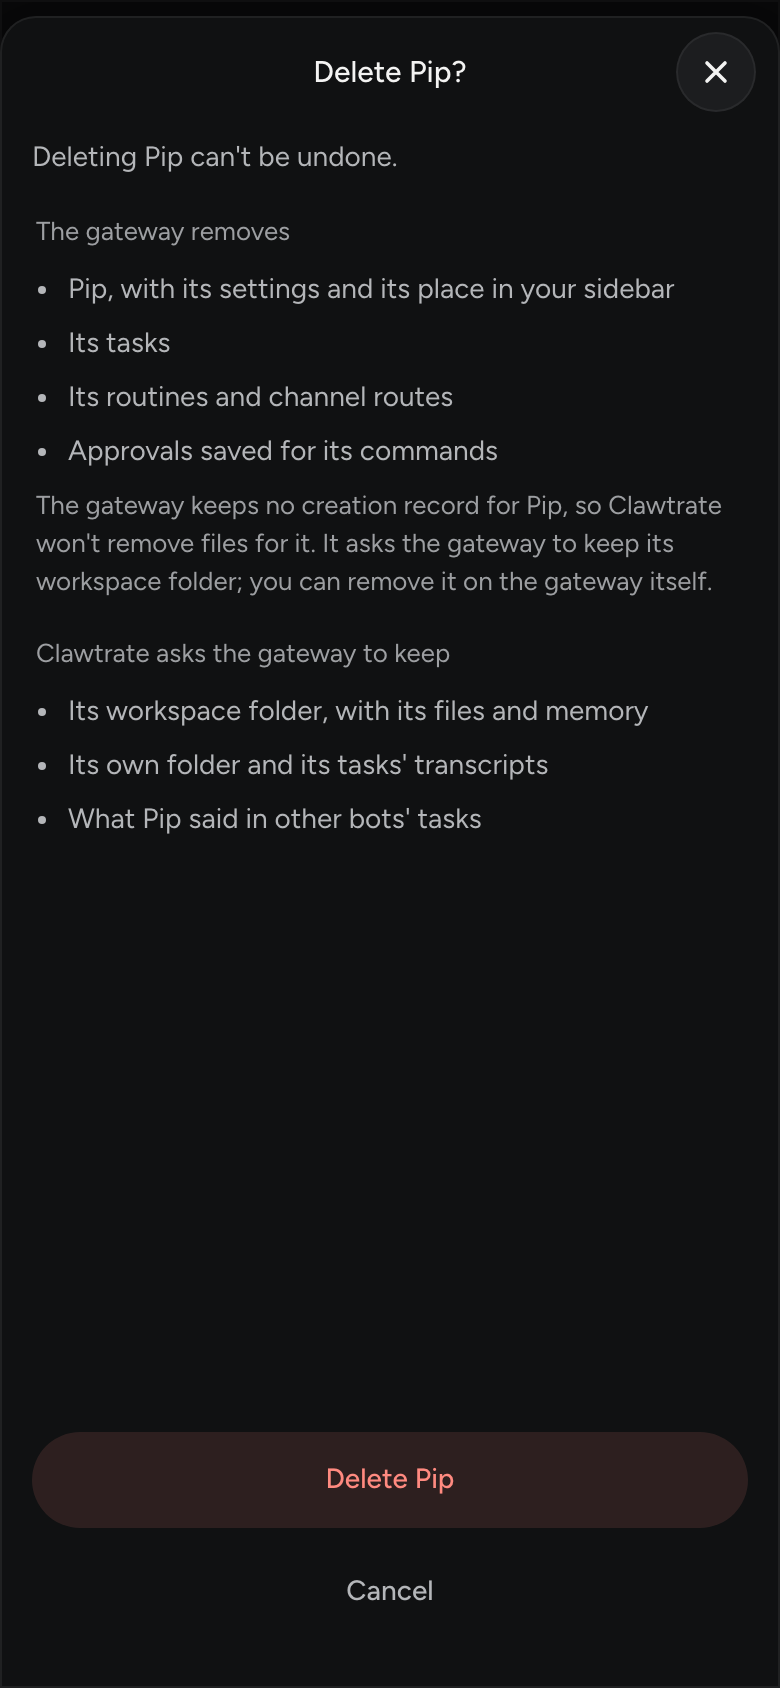 Delete Pip?
Deleting Pip can't be undone.
The gateway removes
• Pip, with its settings and its place in your sidebar
• Its tasks
• Its routines and channel routes
• Approvals saved for its commands
The gateway keeps no creation record for Pip, so Clawtrate
won't remove files for it. It asks the gateway to keep its
workspace folder; you can remove it on the gateway itself.
Clawtrate asks the gateway to keep
• Its workspace folder, with its files and memory
• Its own folder and its tasks' transcripts
• What Pip said in other bots' tasks
Delete Pip
Cancel